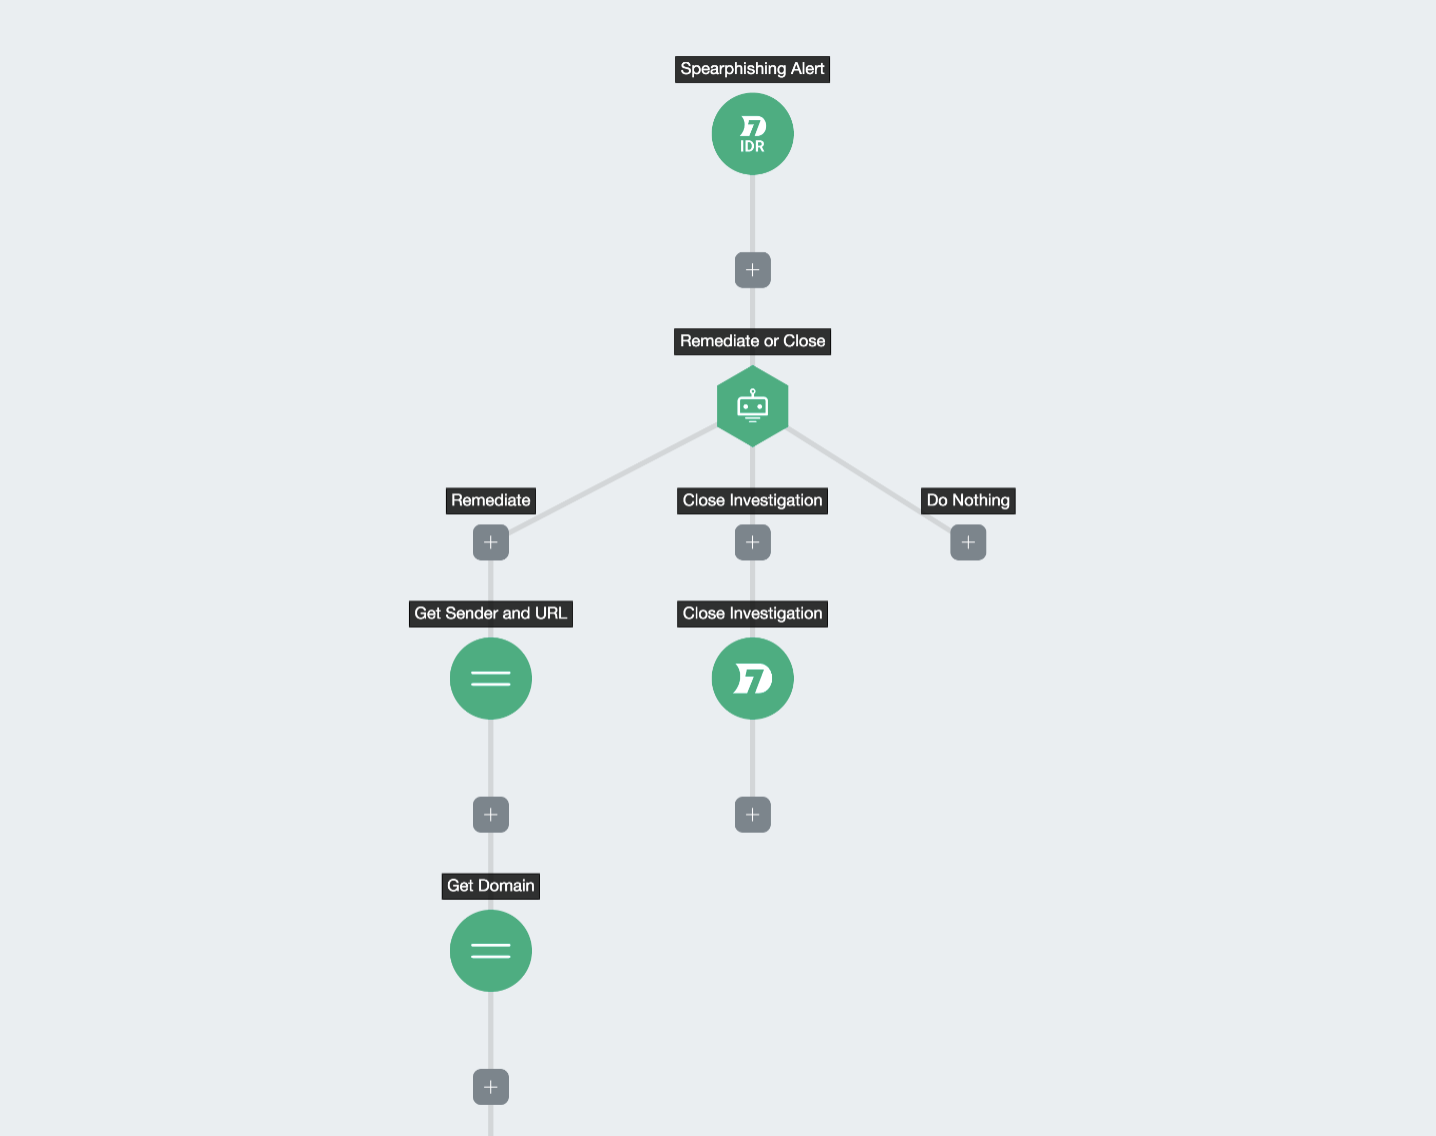 Spearphishing Alert
IDR
Remediate or Close
Remediate
Close Investigation
Do Nothing
Get Sender and URL
Close Investigation
Get Domain